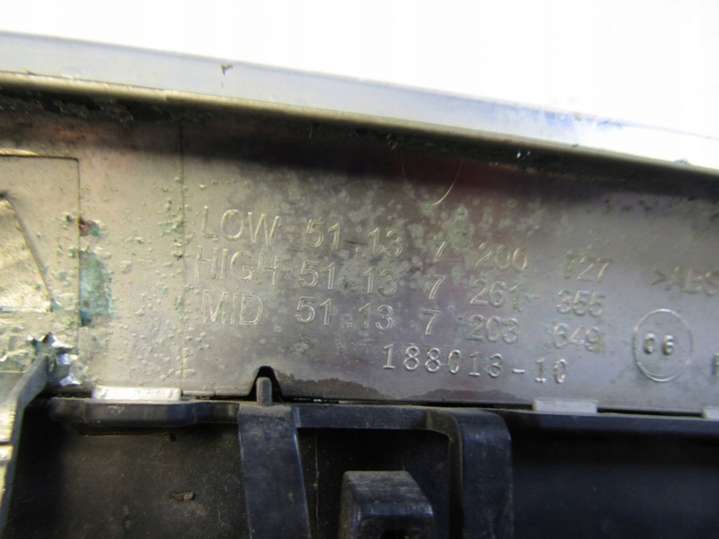 LOW 51 13 7 200 727
HIGH 51 13 7 261 355
MID 51 13 7 203 649
188013-10
06